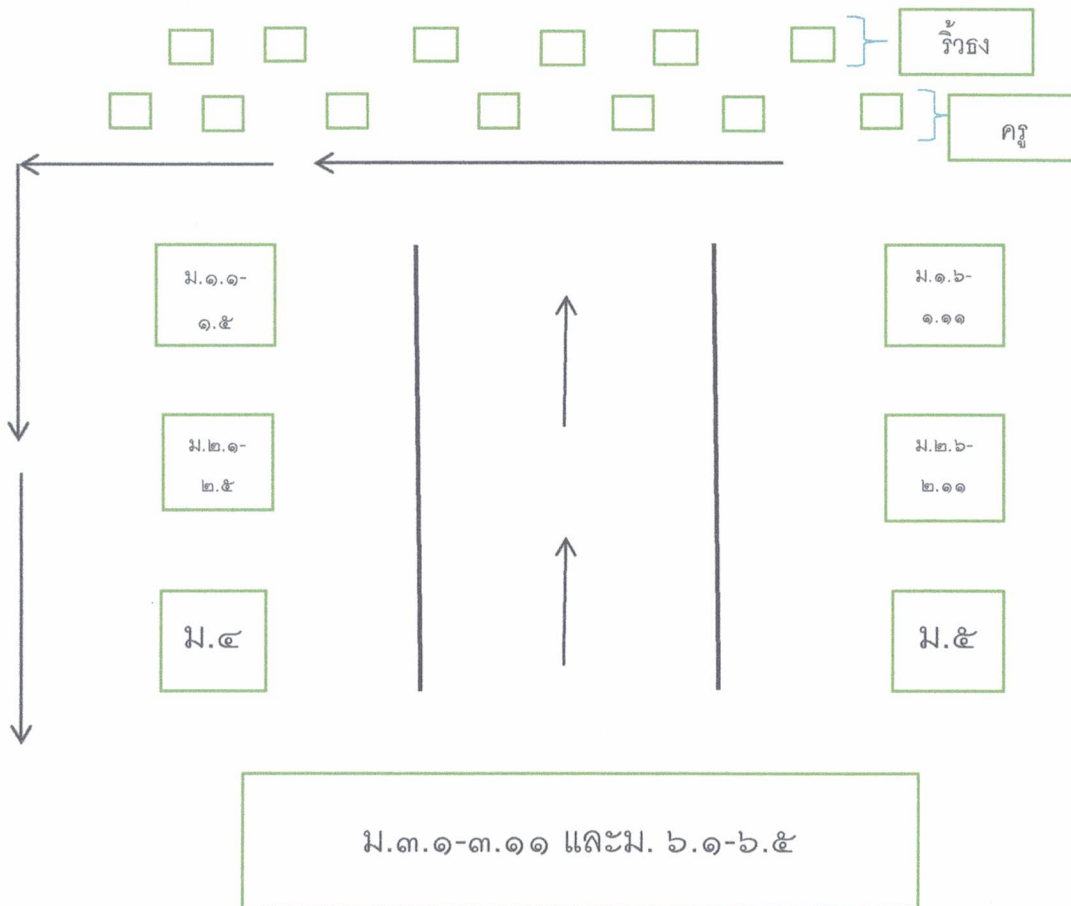 ริ้วธง
ครู
ม.๑.๑-
๑.๕
ม.๑.๖-
๑.๑๑
ม.๒.๑-
๒.๕
ม.๒.๖-
๒.๑๑
ม.๔
ม.๕
ม.๓.๑-๓.๑๑ และม. ๖.๑-๖.๕